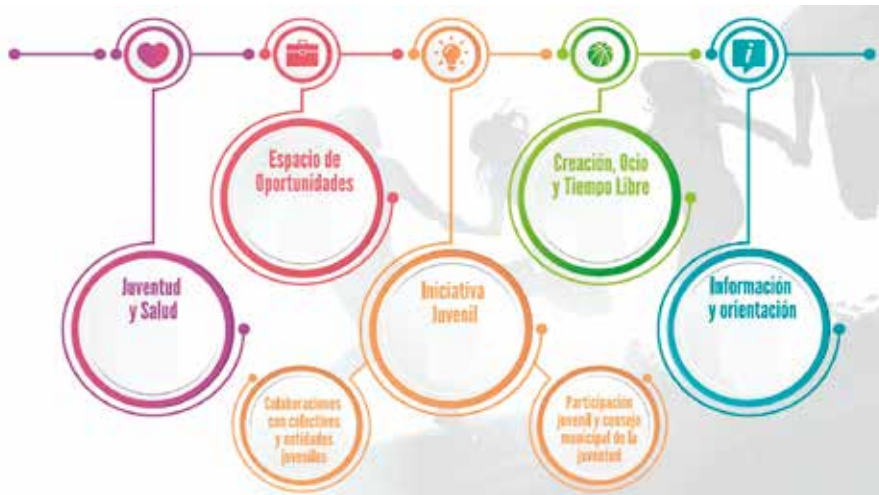 Espacio de
Oportunidades
Creación, Ocio
y Tiempo Libre
Juventud
y Salud
Iniciativa
Juvenil
Información
y orientación
Colaboraciones
con colectivos
y entidades
juveniles
Participación
juvenil y consejo
municipal de la
juventud